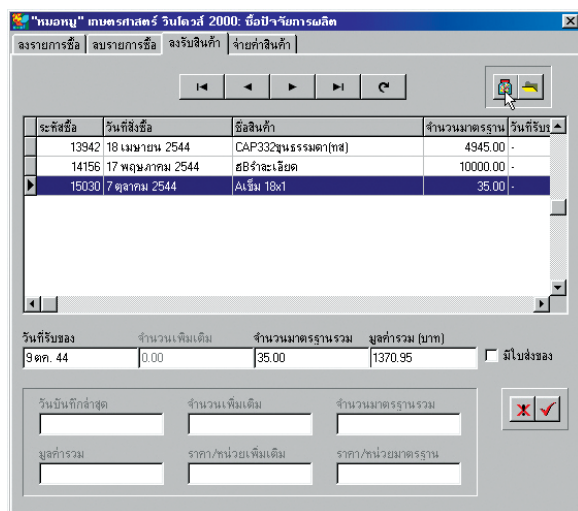 "หมอหมู" เกษตรศาสตร์ วินโดวส์ 2000: ซื้อปัจจัยการผลิต
ลงรายการซื้อ ลบรายการซื้อ ลงรับสินค้า จ่ายค่าสินค้า
ระหัสซื้อ วันที่สั่งซื้อ ชื่อสินค้า จำนวนมาตรฐาน วันที่รับ
13942 18 เมษายน 2544 CAP332ขุนธรรมดา(ทส) 4945.00 -
14156 17 พฤษภาคม 2544 ฮBรำละเอียด 10000.00 -
15030 7 ตุลาคม 2544 Aเข็ม 18x1 35.00 -
วันที่รับของ จำนวนเพิ่มเติม จำนวนมาตรฐานรวม มูลค่ารวม (บาท)
9 ตค. 44 0.00 35.00 1370.95 มีใบส่งของ
วันบันทึกล่าสุด จำนวนเพิ่มเติม จำนวนมาตรฐานรวม
มูลค่ารวม ราคา/หน่วยเพิ่มเติม ราคา/หน่วยมาตรฐาน